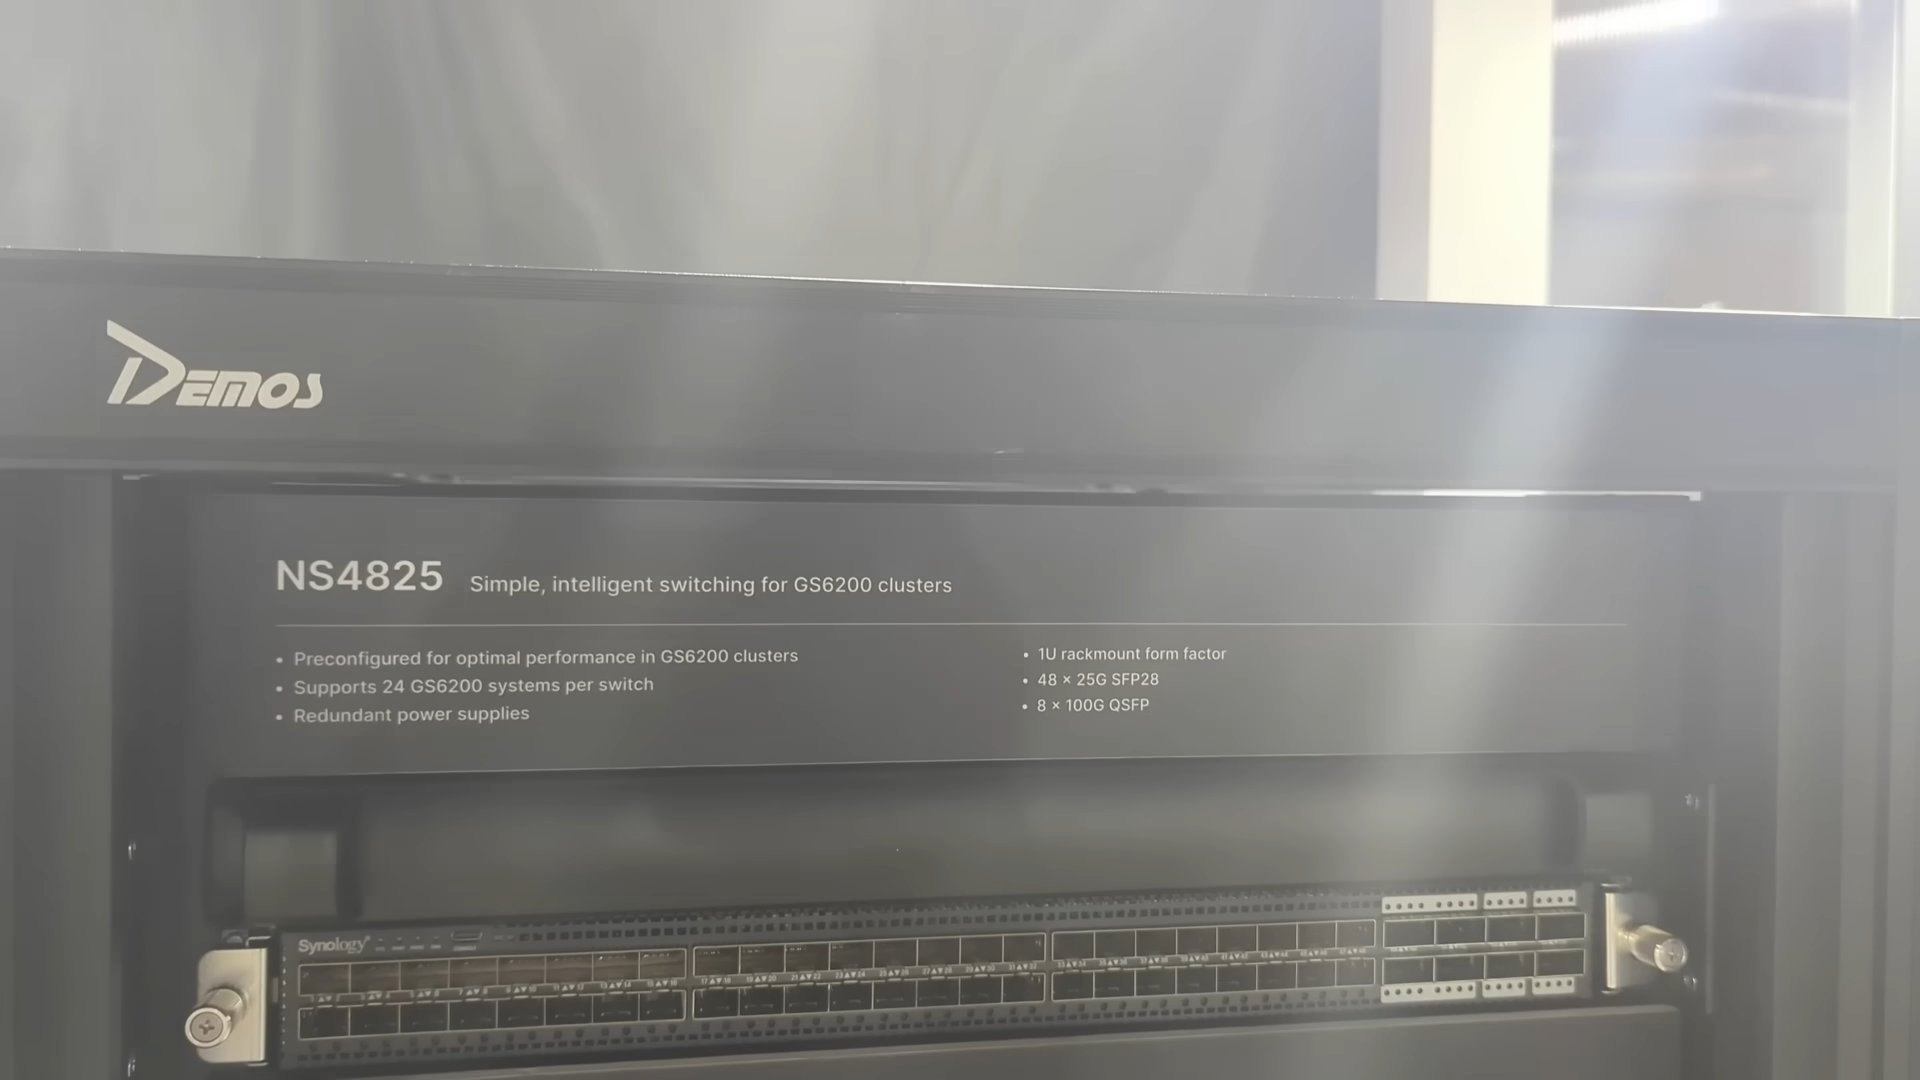 DEMOS
NS4825 Simple, intelligent switching for GS6200 clusters
• Preconfigured for optimal performance in GS6200 clusters
• Supports 24 GS6200 systems per switch
• Redundant power supplies
• 1U rackmount form factor
• 48 × 25G SFP28
• 8 × 100G QSFP
Synology